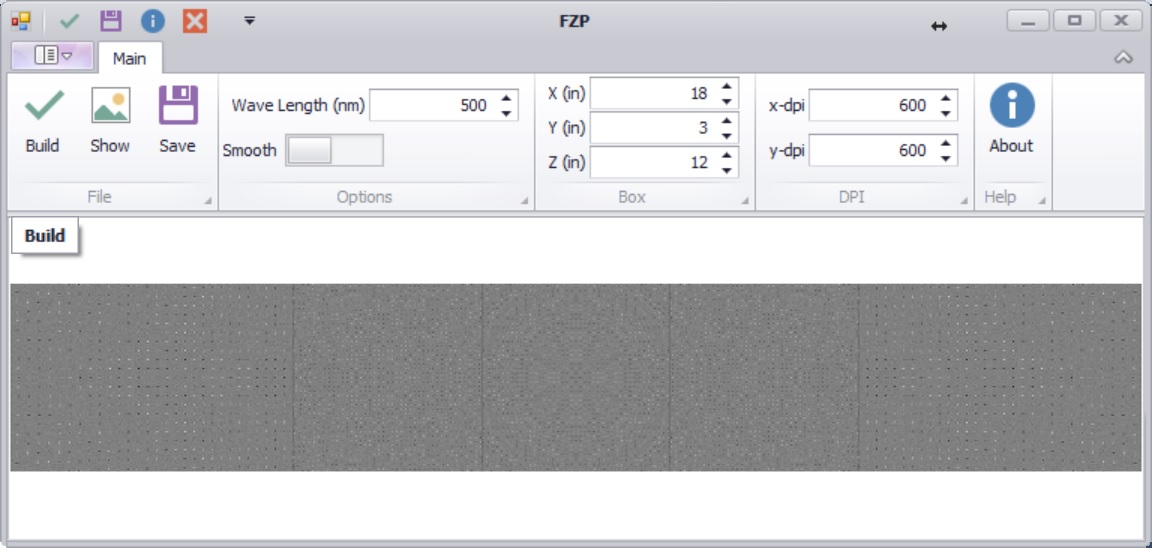 FZP
Main
Build
Show
Save
File
Wave Length (nm) 500
Smooth
Options
X (in) 18
Y (in) 3
Z (in) 12
Box
x-dpi 600
y-dpi 600
DPI
About
Help
Build